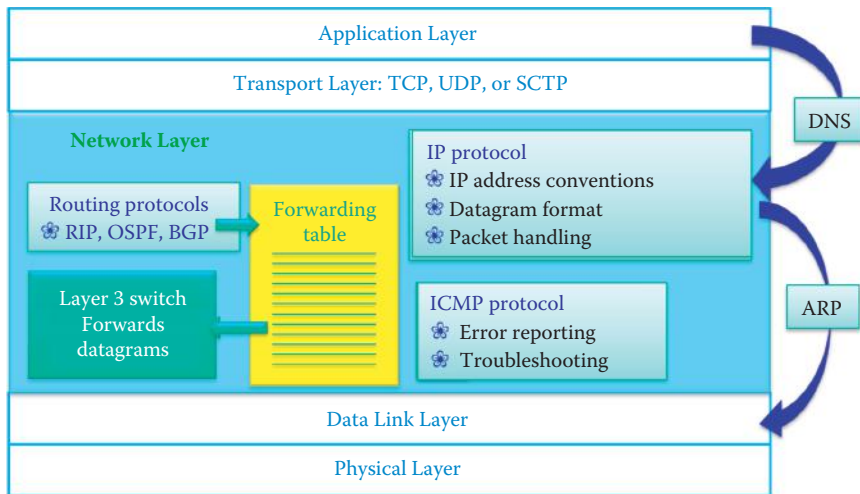 Application Layer
Transport Layer: TCP, UDP, or SCTP
Network Layer
Routing protocols
RIP, OSPF, BGP
Forwarding
table
Layer 3 switch
Forwards
datagrams
IP protocol
IP address conventions
Datagram format
Packet handling
ICMP protocol
Error reporting
Troubleshooting
DNS
ARP
Data Link Layer
Physical Layer